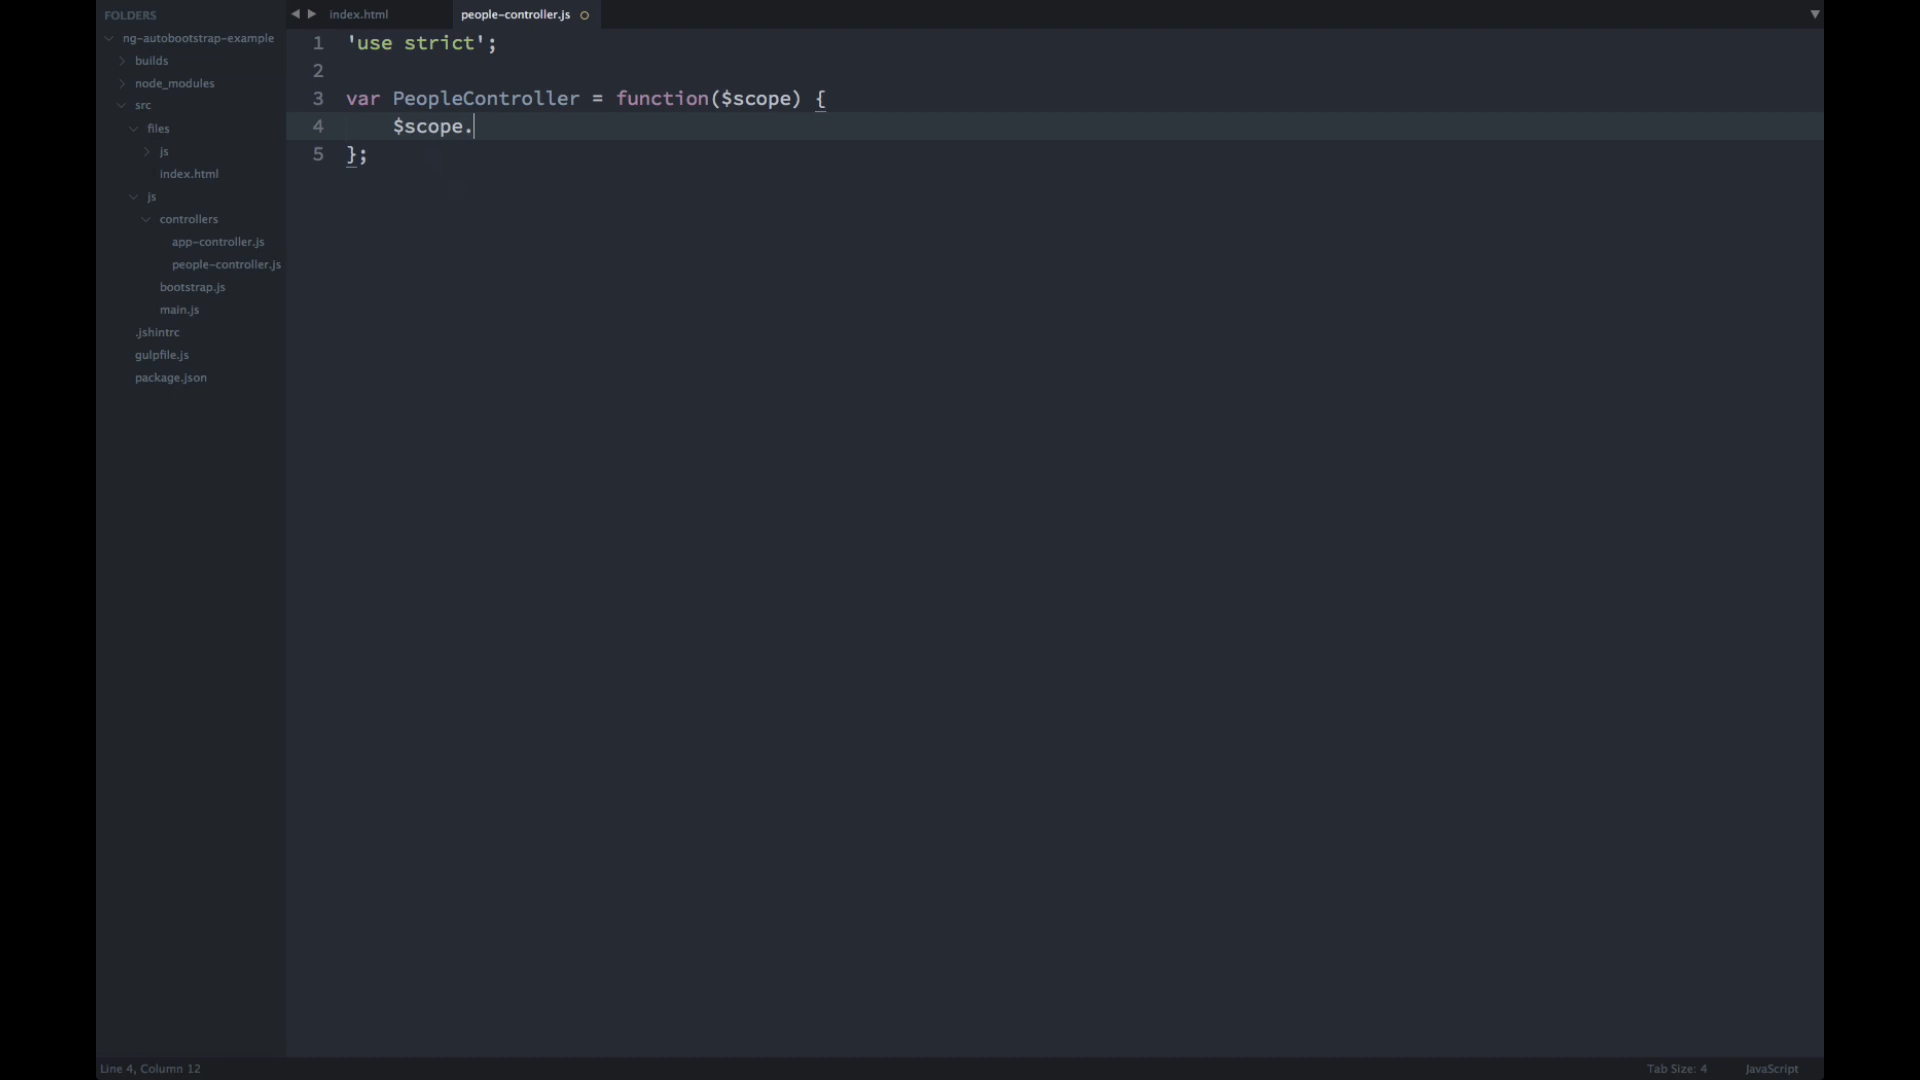 FOLDERS
ng-autobootstrap-example
builds
node_modules
src
files
js
index.html
js
controllers
app-controller.js
people-controller.js
bootstrap.js
main.js
.jshintrc
gulpfile.js
package.json
index.html
people-controller.js
1 'use strict';
2
3 var PeopleController = function($scope) {
4 $scope.
5 };
Line 4, Column 12
Tab Size: 4
JavaScript